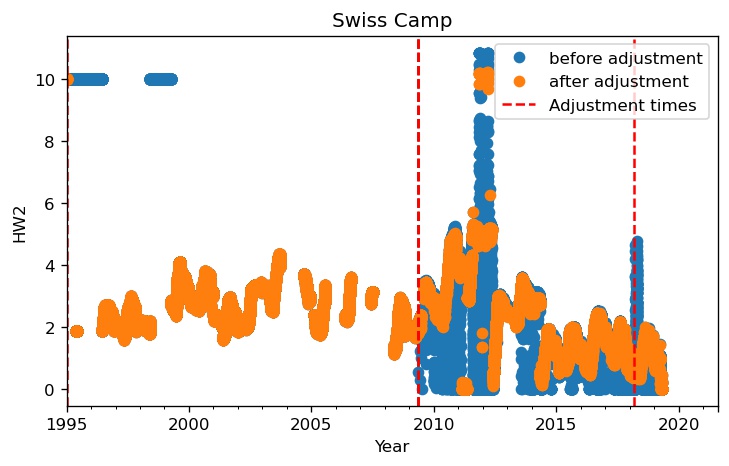 Swiss Camp
before adjustment
after adjustment
Adjustment times
10
8
6
4
2
0
HW2
1995
2000
2005
2010
2015
2020
Year